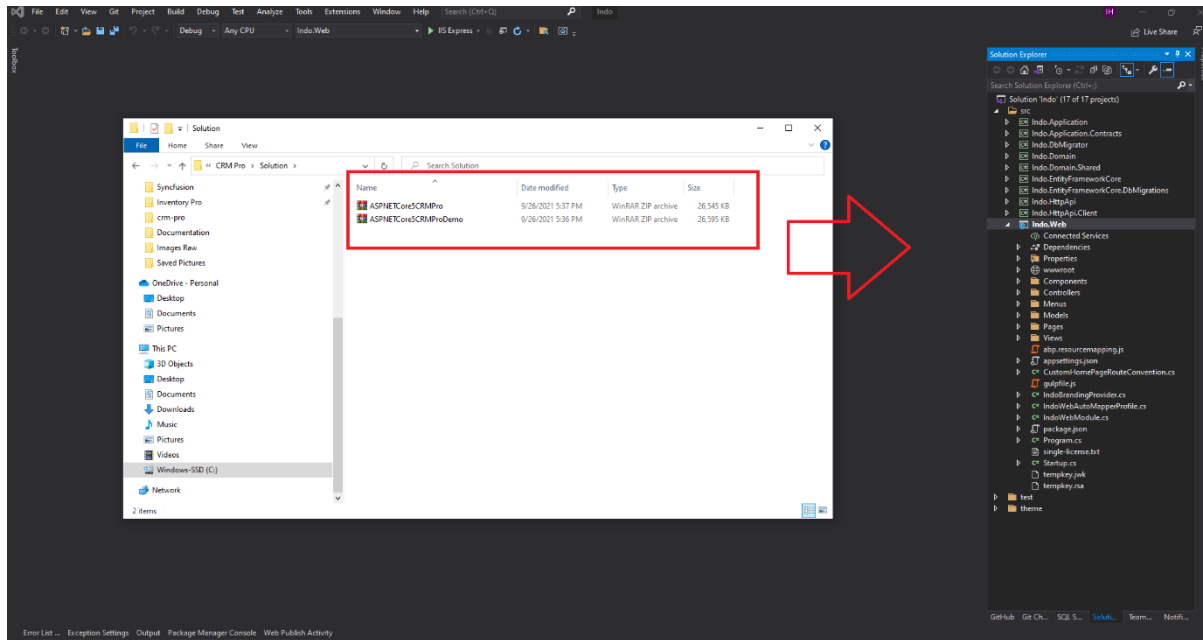 File Edit View Git Project Build Debug Test Analyze Tools Extensions Window Help Search (Ctrl+Q) Indo IH
Debug Any CPU Indo.Web IIS Express Live Share
Toolbox
Solution
File Home Share View
« CRM Pro > Solution > Search Solution
Syncfusion
Inventory Pro
crm-pro
Documentation
Images Raw
Saved Pictures
OneDrive - Personal
Desktop
Documents
Pictures
This PC
3D Objects
Desktop
Documents
Downloads
Music
Pictures
Videos
Windows-SSD (C:)
Network
2 items
Name Date modified Type Size
ASPNETCore5CRMPro 9/26/2021 5:37 PM WinRAR ZIP archive 26,545 KB
ASPNETCore5CRMProDemo 9/26/2021 5:36 PM WinRAR ZIP archive 26,595 KB
Solution Explorer
Search Solution Explorer (Ctrl+;)
Solution 'Indo' (17 of 17 projects)
src
Indo.Application
Indo.Application.Contracts
Indo.DbMigrator
Indo.Domain
Indo.Domain.Shared
Indo.EntityFrameworkCore
Indo.EntityFrameworkCore.DbMigrations
Indo.HttpApi
Indo.HttpApi.Client
Indo.Web
Connected Services
Dependencies
Properties
wwwroot
Components
Controllers
Menus
Models
Pages
Views
abp.resourcemapping.js
appsettings.json
CustomHomePageRouteConvention.cs
gulpfile.js
IndoBrandingProvider.cs
IndoWebAutoMapperProfile.cs
IndoWebModule.cs
package.json
Program.cs
single-license.txt
Startup.cs
tempkey.jwk
tempkey.rsa
test
theme
GitHub Git Ch... SQL S... Soluti... Team... Notifi...
Error List ... Exception Settings Output Package Manager Console Web Publish Activity